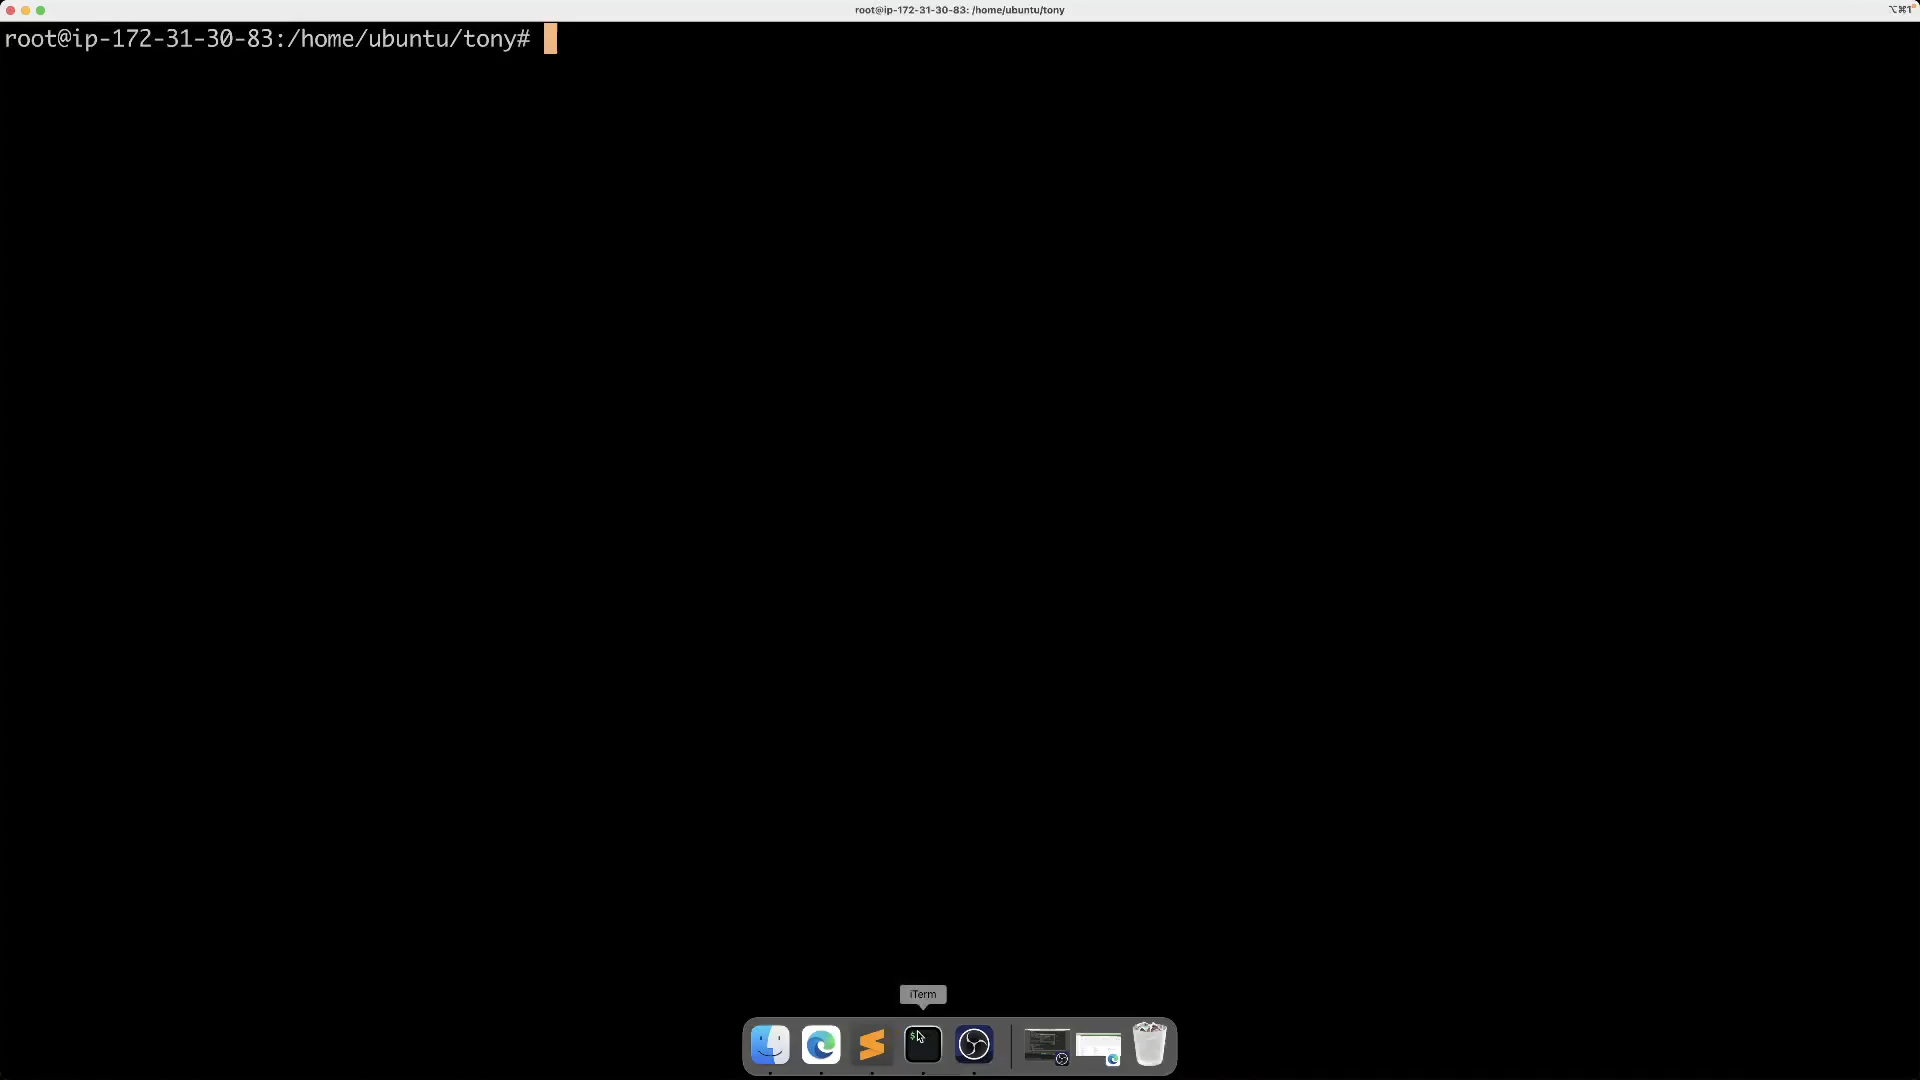 root@ip-172-31-30-83: /home/ubuntu/tony
⌥⌘1
root@ip-172-31-30-83:/home/ubuntu/tony#
iTerm